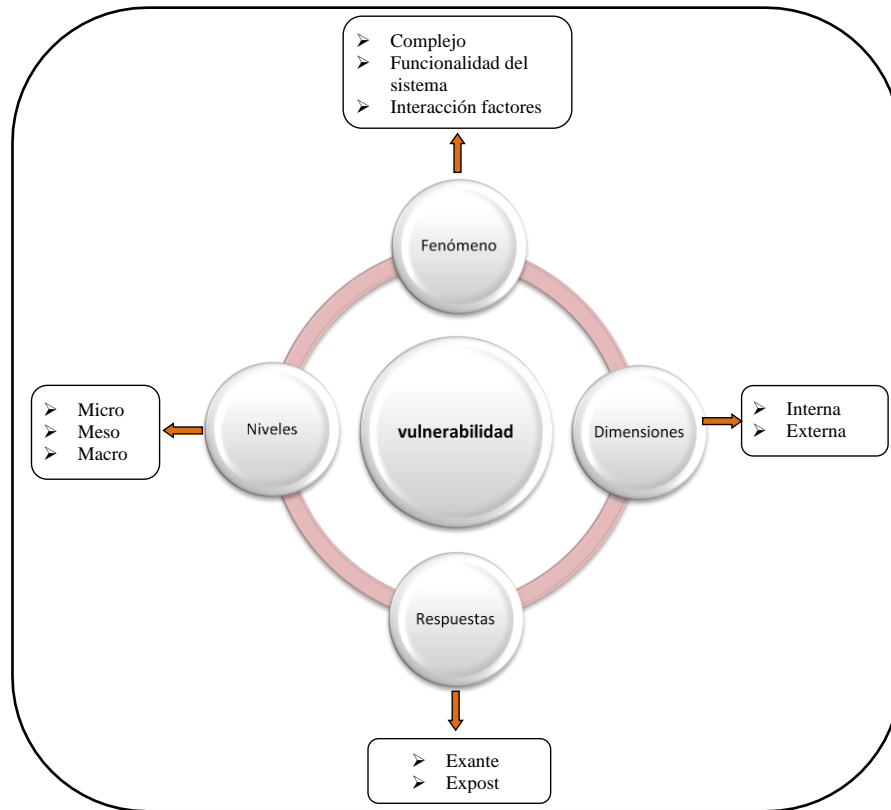 Complejo
Funcionalidad del
sistema
Interacción factores
Fenómeno
Micro
Meso
Macro
Niveles
vulnerabilidad
Dimensiones
Interna
Externa
Respuestas
Exante
Expost